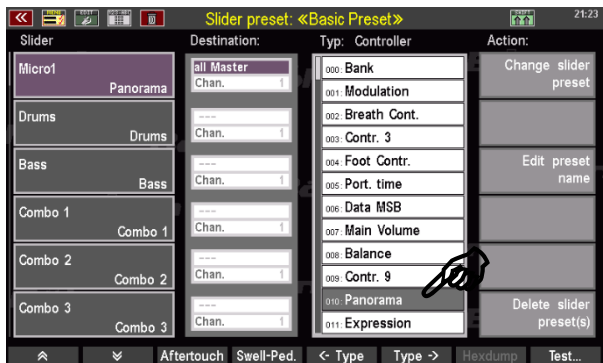 Slider preset: «Basic Preset»
21:23
Slider
Destination:
Typ: Controller
Action:
Micro1
Panorama
all Master
Chan. 1
Drums
Drums
---
Chan. 1
Bass
Bass
---
Chan. 1
Combo 1
Combo 1
---
Chan. 1
Combo 2
Combo 2
---
Chan. 1
Combo 3
Combo 3
---
Chan. 1
000: Bank
001: Modulation
002: Breath Cont.
003: Contr. 3
004: Foot Contr.
005: Port. time
006: Data MSB
007: Main Volume
008: Balance
009: Contr. 9
010: Panorama
011: Expression
Change slider
preset
Edit preset
name
Delete slider
preset(s)
Aftertouch
Swell-Ped.
<- Type
Type ->
Hexdump
Test...